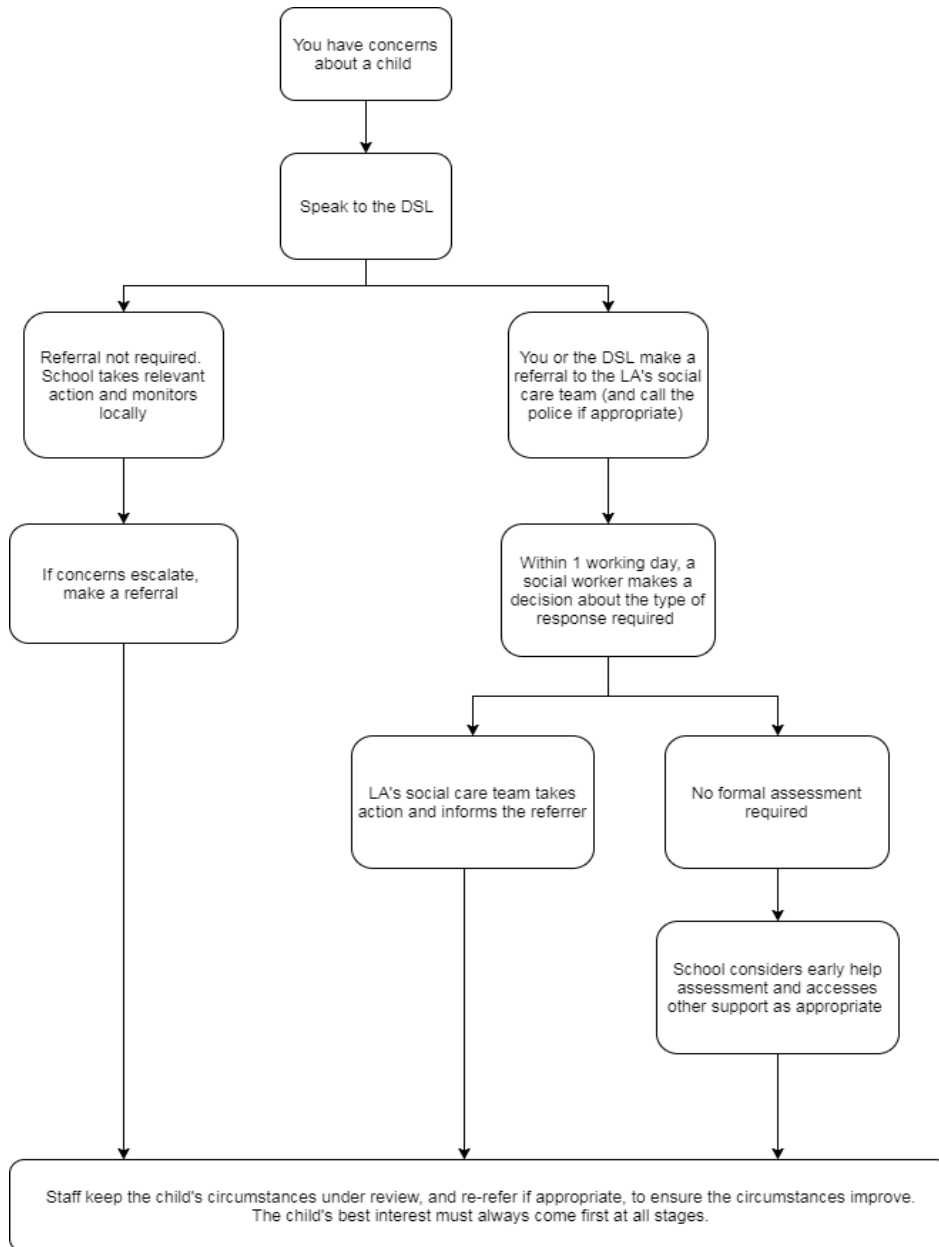 You have concerns
about a child
Speak to the DSL
Referral not required.
School takes relevant
action and monitors
locally
You or the DSL make a
referral to the LA's social
care team (and call the
police if appropriate)
If concerns escalate,
make a referral
Within 1 working day, a
social worker makes a
decision about the type of
response required
LA's social care team takes
action and informs the referrer
No formal assessment
required
School considers early help
assessment and accesses
other support as appropriate
Staff keep the child's circumstances under review, and re-refer if appropriate, to ensure the circumstances improve.
The child's best interest must always come first at all stages.